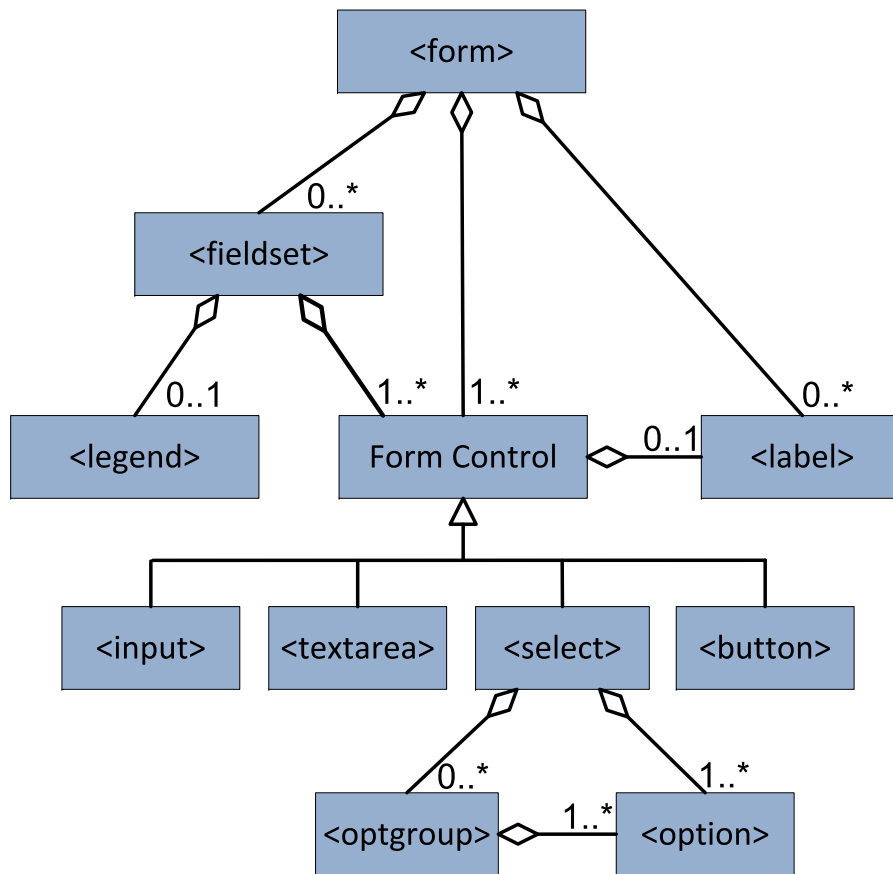 <form>
0..*
<fieldset>
0..1
1..*
1..*
0..*
<legend>
Form Control
0..1
<label>
<input>
<textarea>
<select>
<button>
0..*
1..*
<optgroup>
1..*
<option>